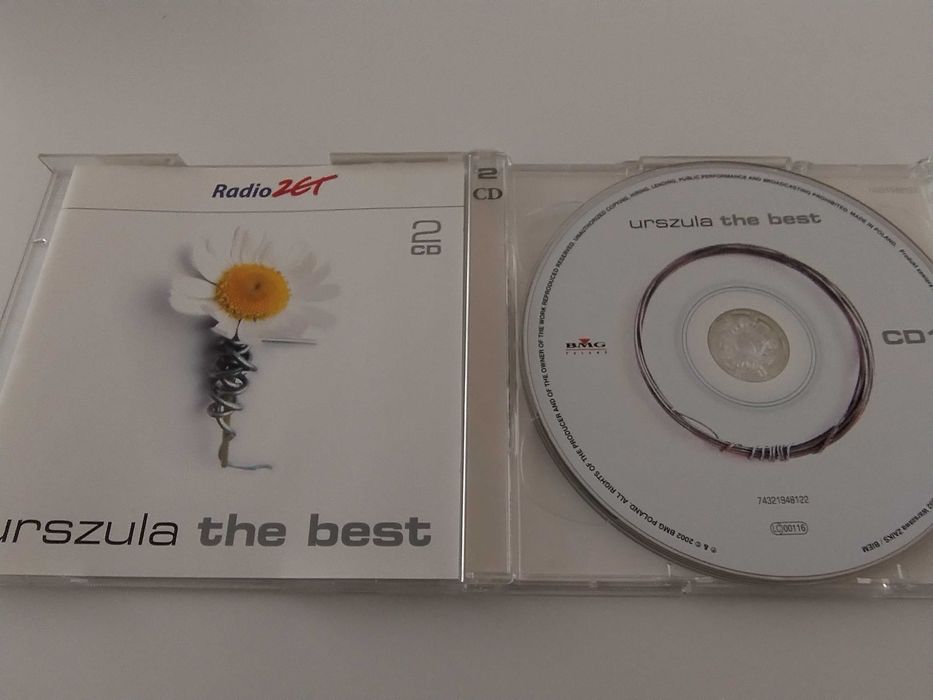 Radio ZET
2
CD
urszula the best
2
CD
urszula the best
CD 1
BMG
POLAND
74321948122
LC 00116
ALL RIGHTS OF THE PRODUCER AND OF THE OWNER OF THE WORK REPRODUCED RESERVED. UNAUTHORIZED COPYING, HIRING, LENDING, PUBLIC PERFORMANCE AND BROADCASTING PROHIBITED. MADE IN POLAND.
℗ & © 2002 BMG POLAND.
ZAIKS / BIEM